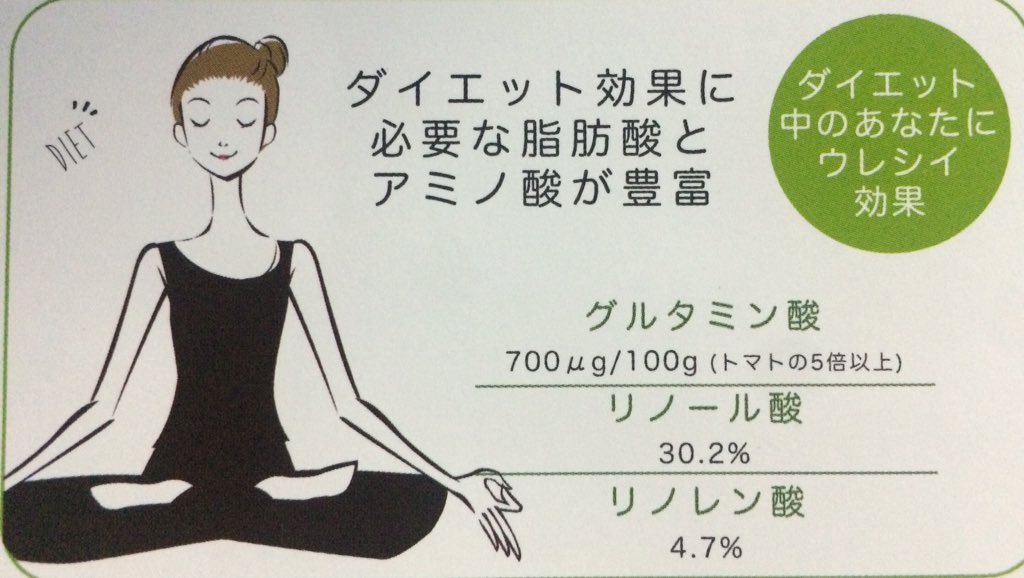 DIET
ダイエット効果に
必要な脂肪酸と
アミノ酸が豊富
ダイエット
中のあなたに
ウレシイ
効果
グルタミン酸
700μg/100g (トマトの5倍以上)
リノール酸
30.2%
リノレン酸
4.7%